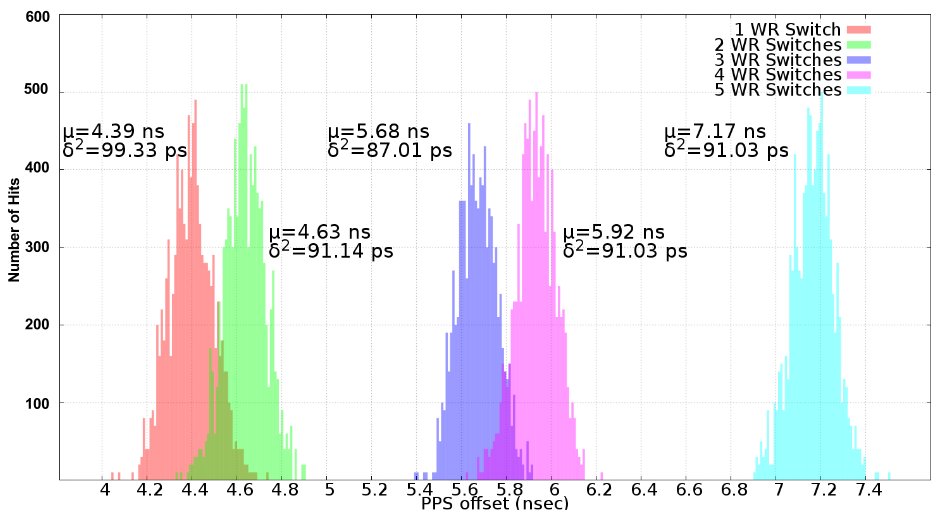 600
500
400
300
200
100
Number of Hits
1 WR Switch
2 WR Switches
3 WR Switches
4 WR Switches
5 WR Switches
μ=4.39 ns
δ²=99.33 ps
μ=5.68 ns
δ²=87.01 ps
μ=7.17 ns
δ²=91.03 ps
μ=4.63 ns
δ²=91.14 ps
μ=5.92 ns
δ²=91.03 ps
4 4.2 4.4 4.6 4.8 5 5.2 5.4 5.6 5.8 6 6.2 6.4 6.6 6.8 7 7.2 7.4
PPS offset (nsec)